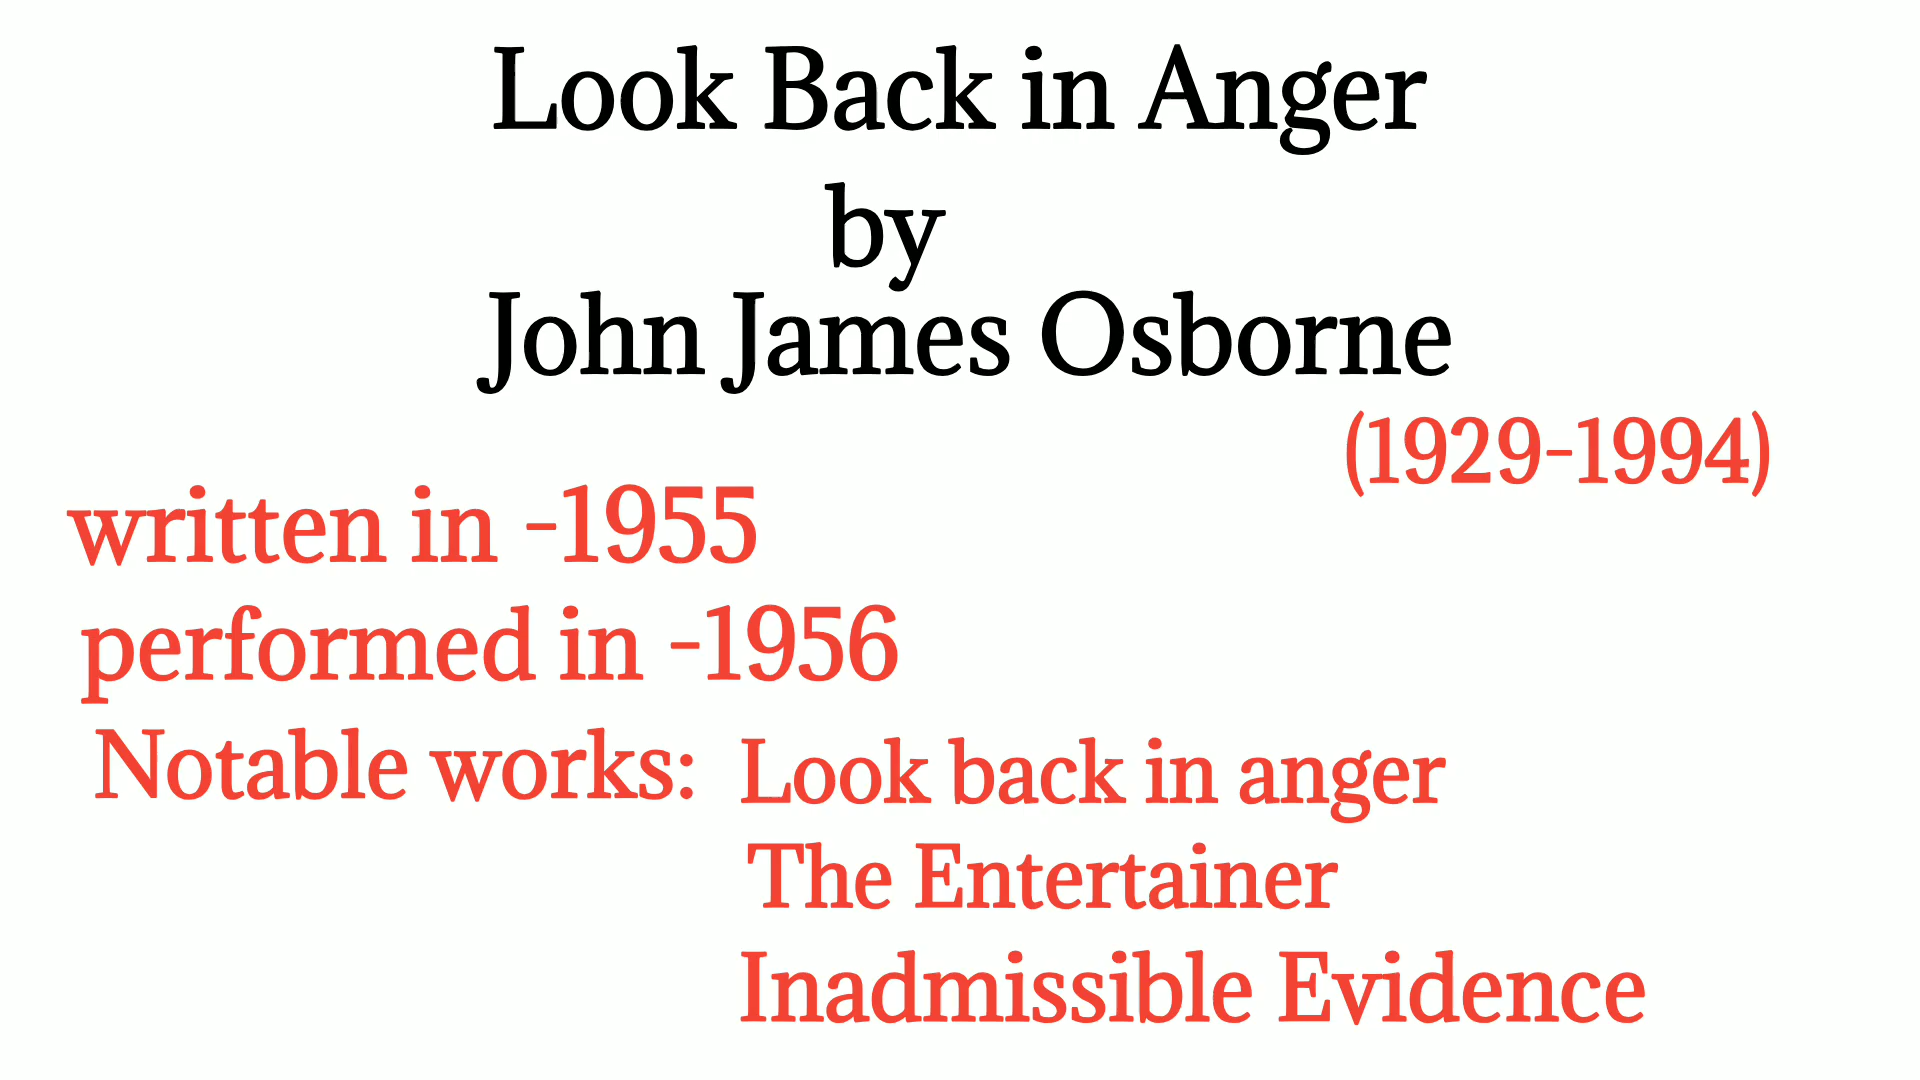 Look Back in Anger
by
John James Osborne
(1929-1994)
written in -1955
performed in -1956
Notable works: Look back in anger
The Entertainer
Inadmissible Evidence